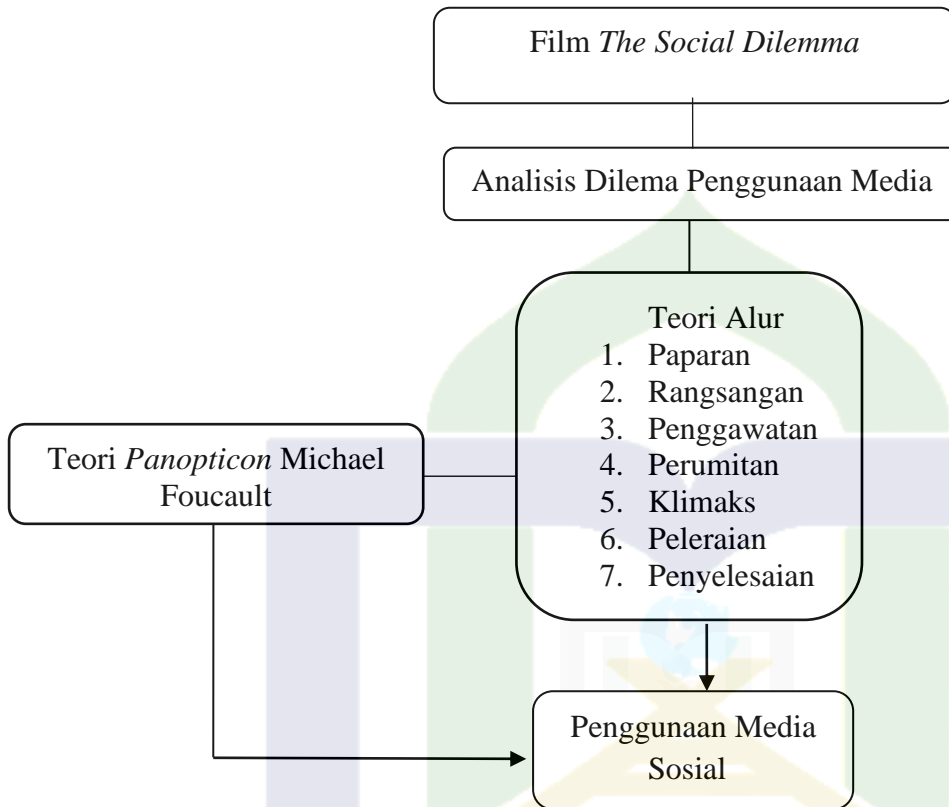 Film The Social Dilemma
Analisis Dilema Penggunaan Media
Teori Alur
1. Paparan
2. Rangsangan
3. Penggawatan
4. Perumitan
5. Klimaks
6. Peleraian
7. Penyelesaian
Teori Panopticon Michael
Foucault
Penggunaan Media
Sosial